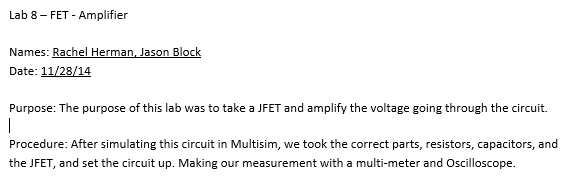 Lab 8 – FET - Amplifier
Names: Rachel Herman, Jason Block
Date: 11/28/14
Purpose: The purpose of this lab was to take a JFET and amplify the voltage going through the circuit.
Procedure: After simulating this circuit in Multisim, we took the correct parts, resistors, capacitors, and
the JFET, and set the circuit up. Making our measurement with a multi-meter and Oscilloscope.